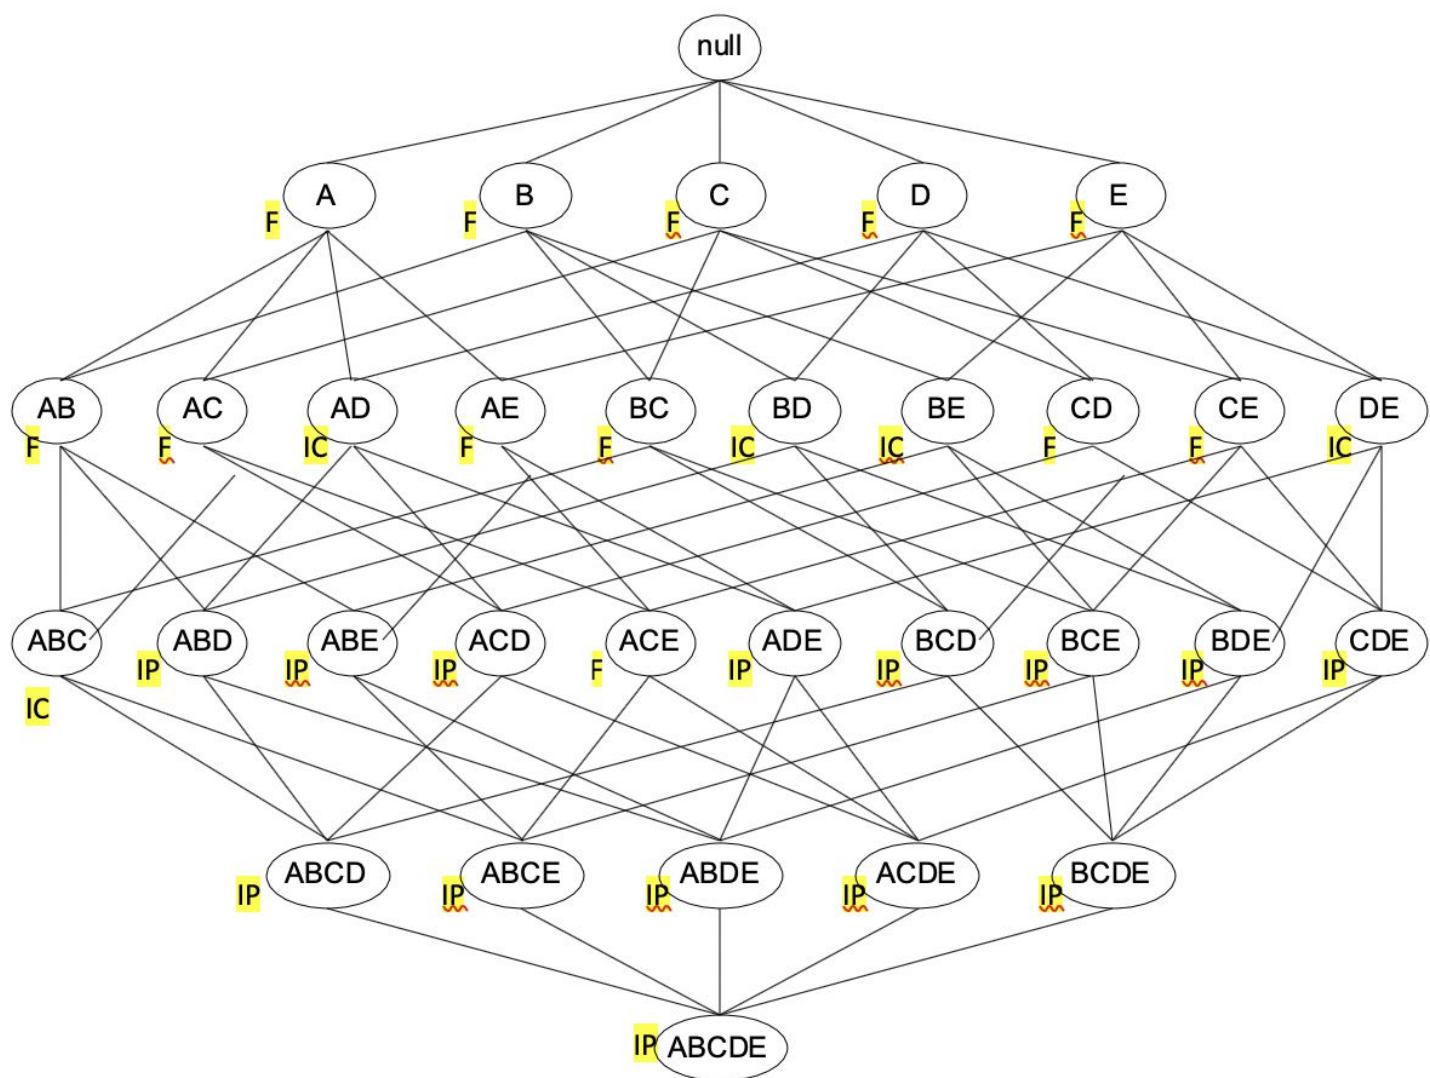 null
A B C D E
F F F F F
AB AC AD AE BC BD BE CD CE DE
F F IC F F IC IC F F IC
ABC ABD ABE ACD ACE ADE BCD BCE BDE CDE
IP IP IP F IP IP IP IP IP
IC
ABCD ABCE ABDE ACDE BCDE
IP IP IP IP IP
IP ABCDE